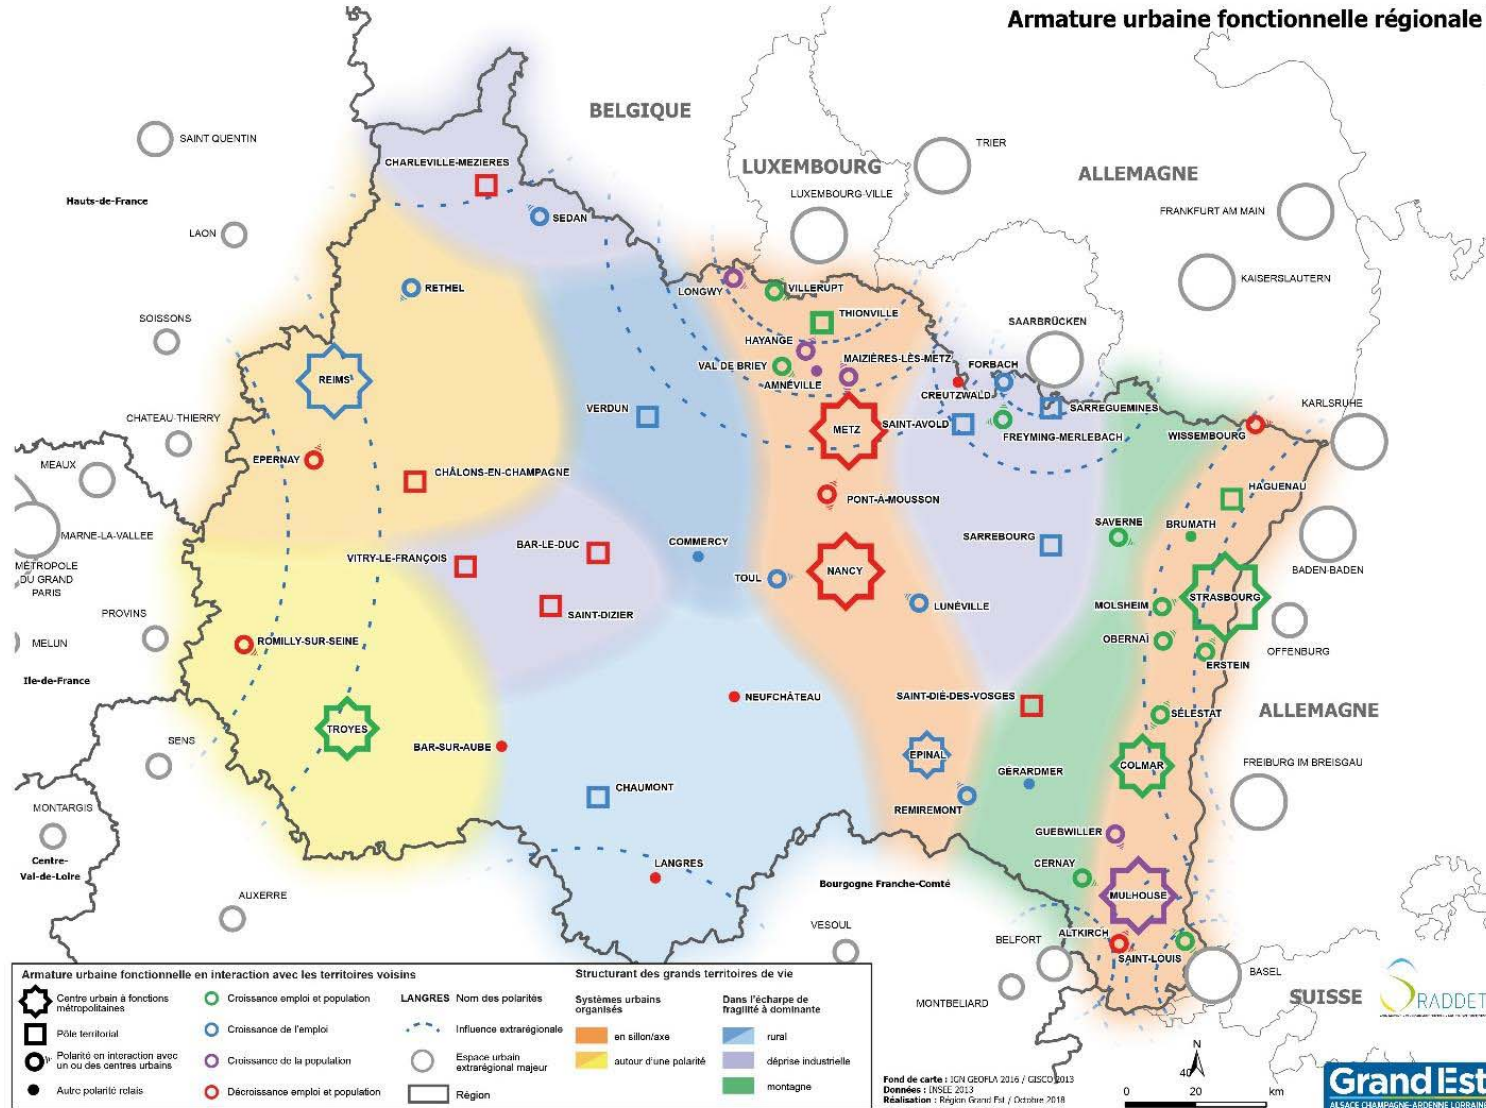 Armature urbaine fonctionnelle régionale
BELGIQUE
SAINT QUENTIN
TRIER
CHARLEVILLE-MEZIERES
LUXEMBOURG
ALLEMAGNE
LUXEMBOURG-VILLE
Hauts-de-France
FRANKFURT AM MAIN
SEDAN
LAON
KAISERSLAUTERN
RETHEL
LONGWY
VILLERUPT
THIONVILLE
SOISSONS
SAARBRÜCKEN
HAYANGE
MAIZIÈRES-LÈS-METZ
FORBACH
VAL DE BRIEY
REIMS
AMNÉVILLE
CREUTZWALD
KARLSRUHE
VERDUN
SARREGUEMINES
CHATEAU-THIERRY
METZ
SAINT-AVOLD
FREYMING-MERLEBACH
WISSEMBOURG
EPERNAY
MEAUX
CHÂLONS-EN-CHAMPAGNE
HAGUENAU
PONT-À-MOUSSON
SAVERNE
BRUMATH
MARNE-LA-VALLEE
BAR-LE-DUC
COMMERCY
SARREBOURG
VITRY-LE-FRANÇOIS
MÉTROPOLE
DU GRAND
PARIS
TOUL
NANCY
BADEN-BADEN
STRASBOURG
PROVINS
SAINT-DIZIER
LUNÉVILLE
MOLSHEIM
MELUN
ROMILLY-SUR-SEINE
OBERNAÏ
OFFENBURG
ERSTEIN
Ile-de-France
NEUFCHÂTEAU
SAINT-DIÉ-DES-VOSGES
ALLEMAGNE
SÉLESTAT
TROYES
SENS
BAR-SUR-AUBE
EPINAL
COLMAR
FREIBURG IM BREISGAU
GÉRARDMER
CHAUMONT
MONTARGIS
REMIREMONT
GUEBWILLER
Centre-
Val-de-Loire
LANGRES
CERNAY
Bourgogne Franche-Comté
AUXERRE
MULHOUSE
VESOUL
ALTKIRCH
BELFORT
SAINT-LOUIS
BASEL
MONTBELIARD
SUISSE
SRADDET
Armature urbaine fonctionnelle en interaction avec les territoires voisins
Centre urbain à fonctions
métropolitaines
Pôle territorial
Polarité en interaction avec
un ou des centres urbains
Autre polarité relais
Croissance emploi et population
Croissance de l'emploi
Croissance de la population
Décroissance emploi et population
LANGRES Nom des polarités
Influence extrarégionale
Espace urbain
extrarégional majeur
Région
Structurant des grands territoires de vie
Systèmes urbains
organisés
en sillon/axe
autour d'une polarité
Dans l'écharpe de
fragilité à dominante
rural
déprise industrielle
montagne
Fond de carte : IGN GEOFLA 2016 / GISCO 2013
Données : INSEE 2013
Réalisation : Région Grand Est / Octobre 2018
N
40
0 20 km
Grand Est
ALSACE CHAMPAGNE-ARDENNE LORRAINE